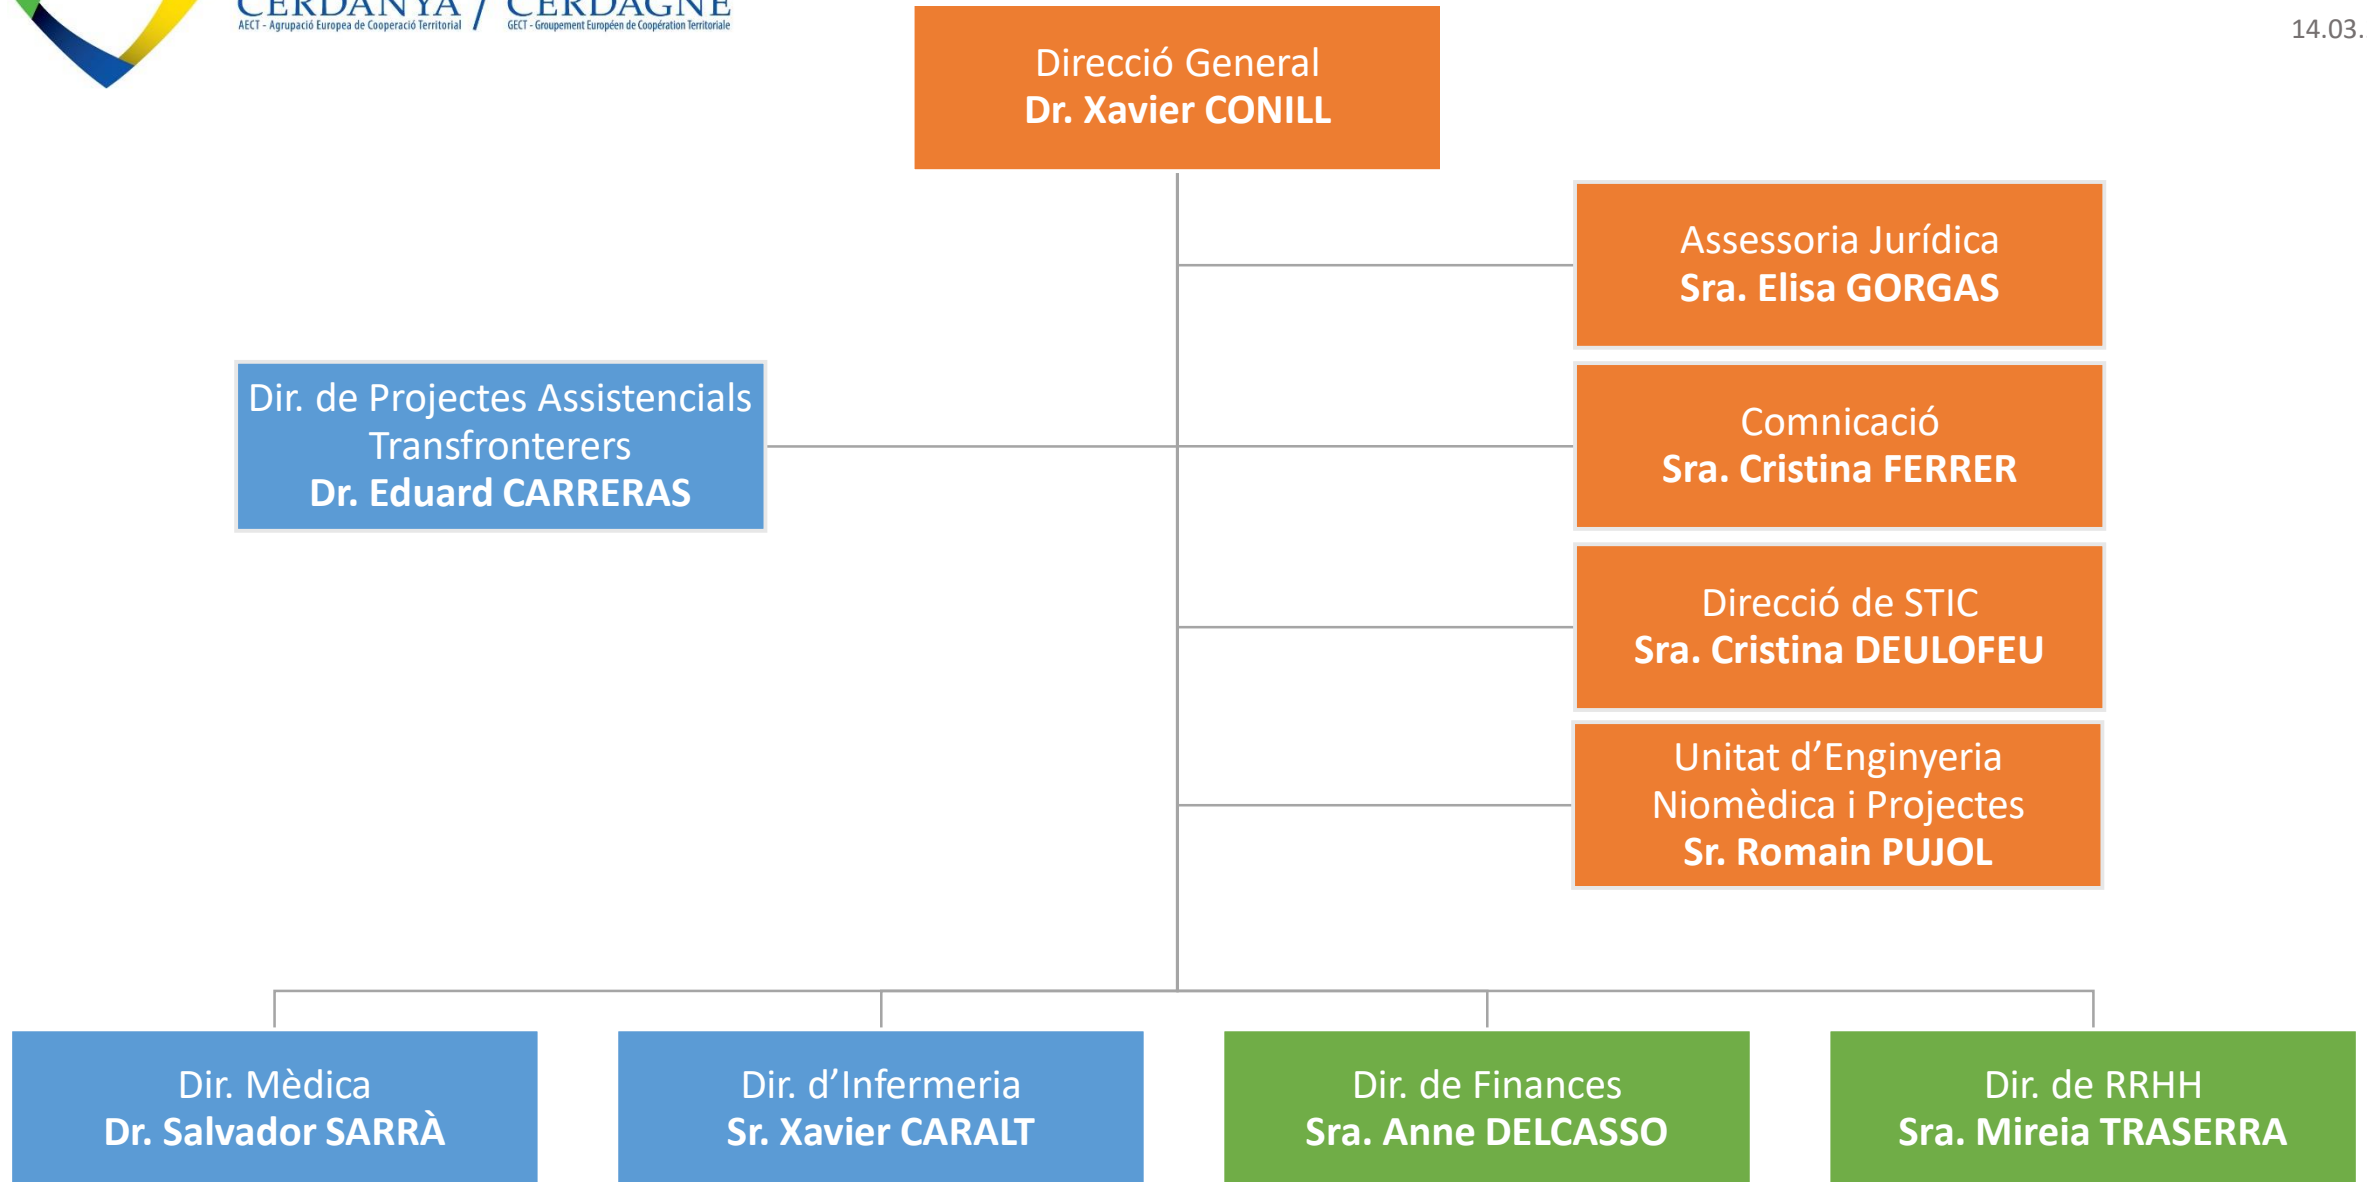 CERDANYA / CERDAGNE
AECT - Agrupació Europea de Cooperació Territorial GECT - Groupement Européen de Coopération Territoriale
14.03.
Direcció General
Dr. Xavier CONILL
Assessoria Jurídica
Sra. Elisa GORGAS
Dir. de Projectes Assistencials
Transfronterers
Dr. Eduard CARRERAS
Comnicació
Sra. Cristina FERRER
Direcció de STIC
Sra. Cristina DEULOFEU
Unitat d’Enginyeria
Niomèdica i Projectes
Sr. Romain PUJOL
Dir. Mèdica
Dr. Salvador SARRÀ
Dir. d’Infermeria
Sr. Xavier CARALT
Dir. de Finances
Sra. Anne DELCASSO
Dir. de RRHH
Sra. Mireia TRASERRA